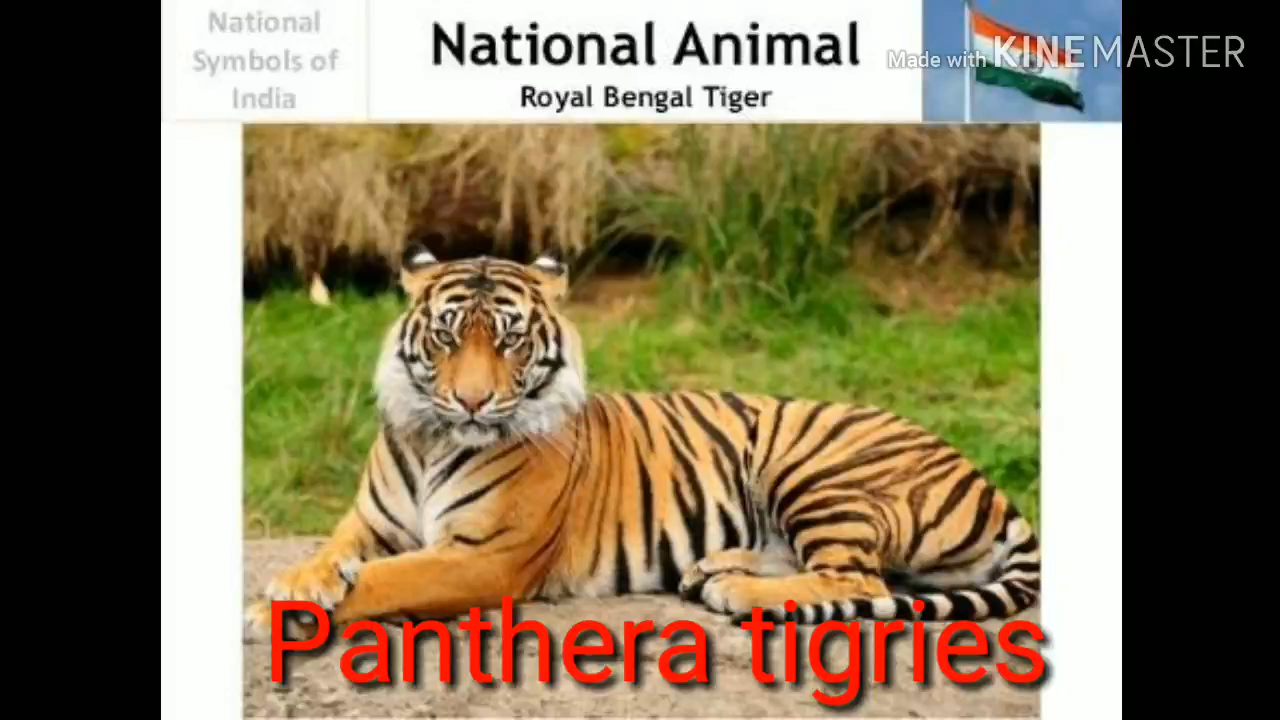 National
Symbols of
India
National Animal
Royal Bengal Tiger
Made with KINEMASTER
Panthera tigries